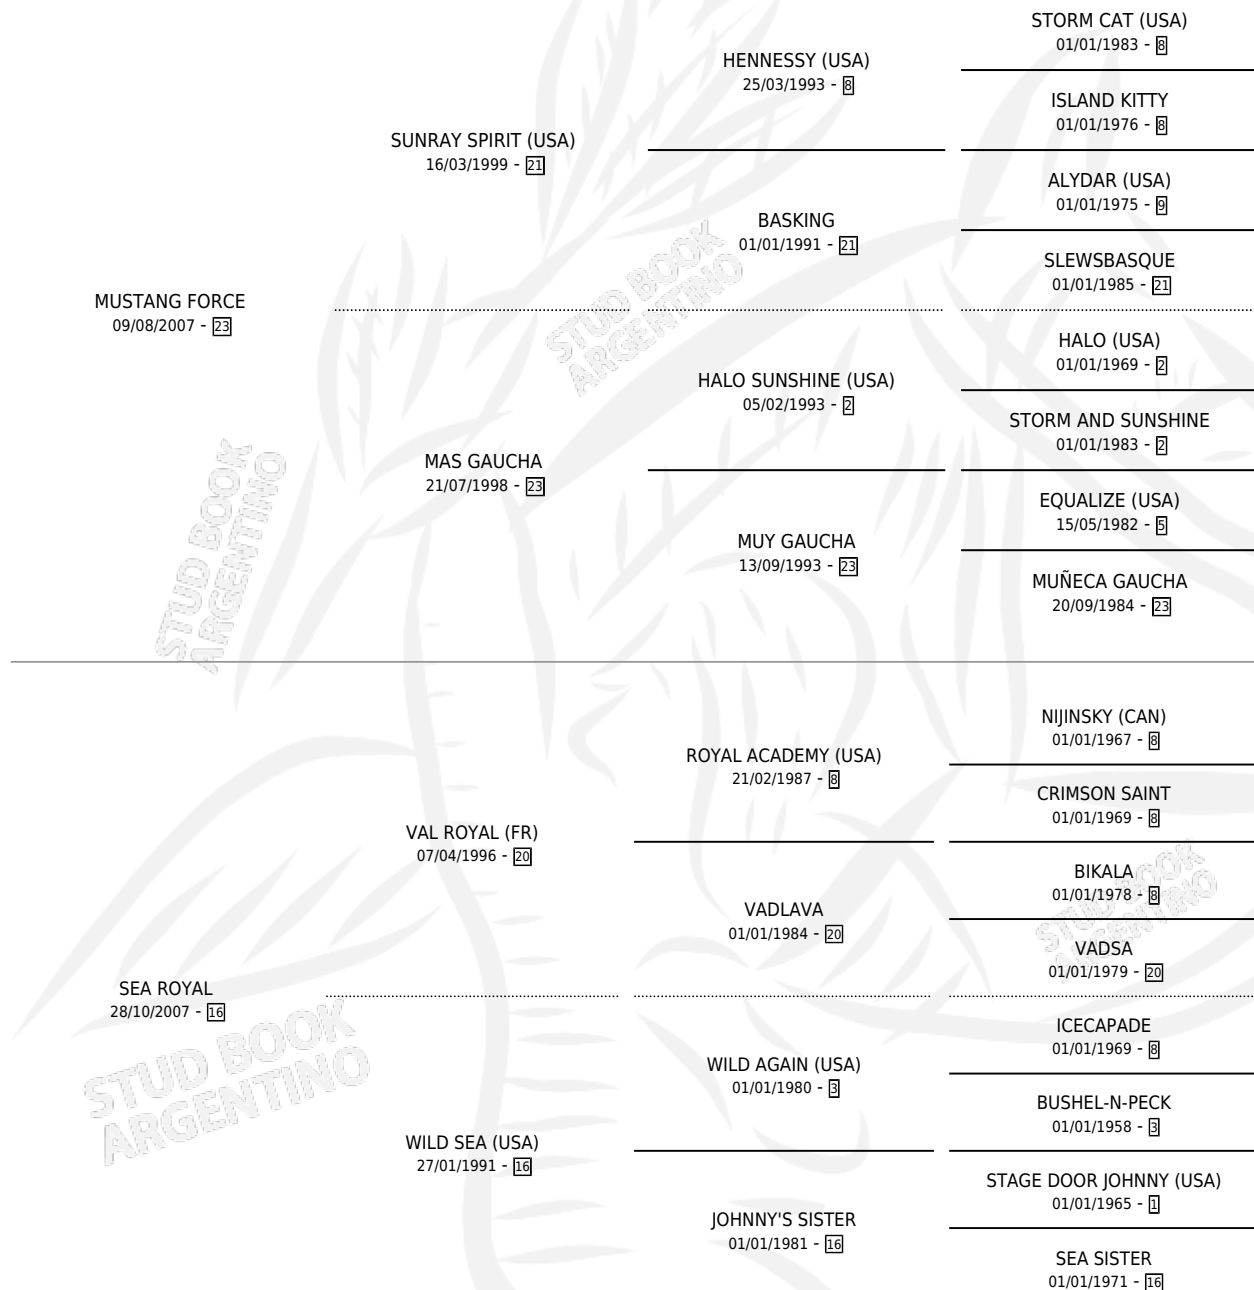 STORM CAT (USA)
01/01/1983 - 8
HENNESSY (USA)
25/03/1993 - 8
ISLAND KITTY
01/01/1976 - 8
SUNRAY SPIRIT (USA)
16/03/1999 - 21
ALYDAR (USA)
01/01/1975 - 9
BASKING
01/01/1991 - 21
SLEWSBASQUE
01/01/1985 - 21
MUSTANG FORCE
09/08/2007 - 23
HALO (USA)
01/01/1969 - 2
HALO SUNSHINE (USA)
05/02/1993 - 2
STORM AND SUNSHINE
01/01/1983 - 2
MAS GAUCHA
21/07/1998 - 23
EQUALIZE (USA)
15/05/1982 - 5
MUY GAUCHA
13/09/1993 - 23
MUÑECA GAUCHA
20/09/1984 - 23
NIJINSKY (CAN)
01/01/1967 - 8
ROYAL ACADEMY (USA)
21/02/1987 - 8
CRIMSON SAINT
01/01/1969 - 8
VAL ROYAL (FR)
07/04/1996 - 20
BIKALA
01/01/1978 - 8
VADLAVA
01/01/1984 - 20
VADSA
01/01/1979 - 20
SEA ROYAL
28/10/2007 - 16
ICECAPADE
01/01/1969 - 8
WILD AGAIN (USA)
01/01/1980 - 3
BUSHEL-N-PECK
01/01/1958 - 3
WILD SEA (USA)
27/01/1991 - 16
STAGE DOOR JOHNNY (USA)
01/01/1965 - 1
JOHNNY'S SISTER
01/01/1981 - 16
SEA SISTER
01/01/1971 - 16
STUD BOOK
ARGENTINO
STUD BOOK
ARGENTINO
STUD BOOK
ARGENTINO
STUD BOOK
ARGENTINO